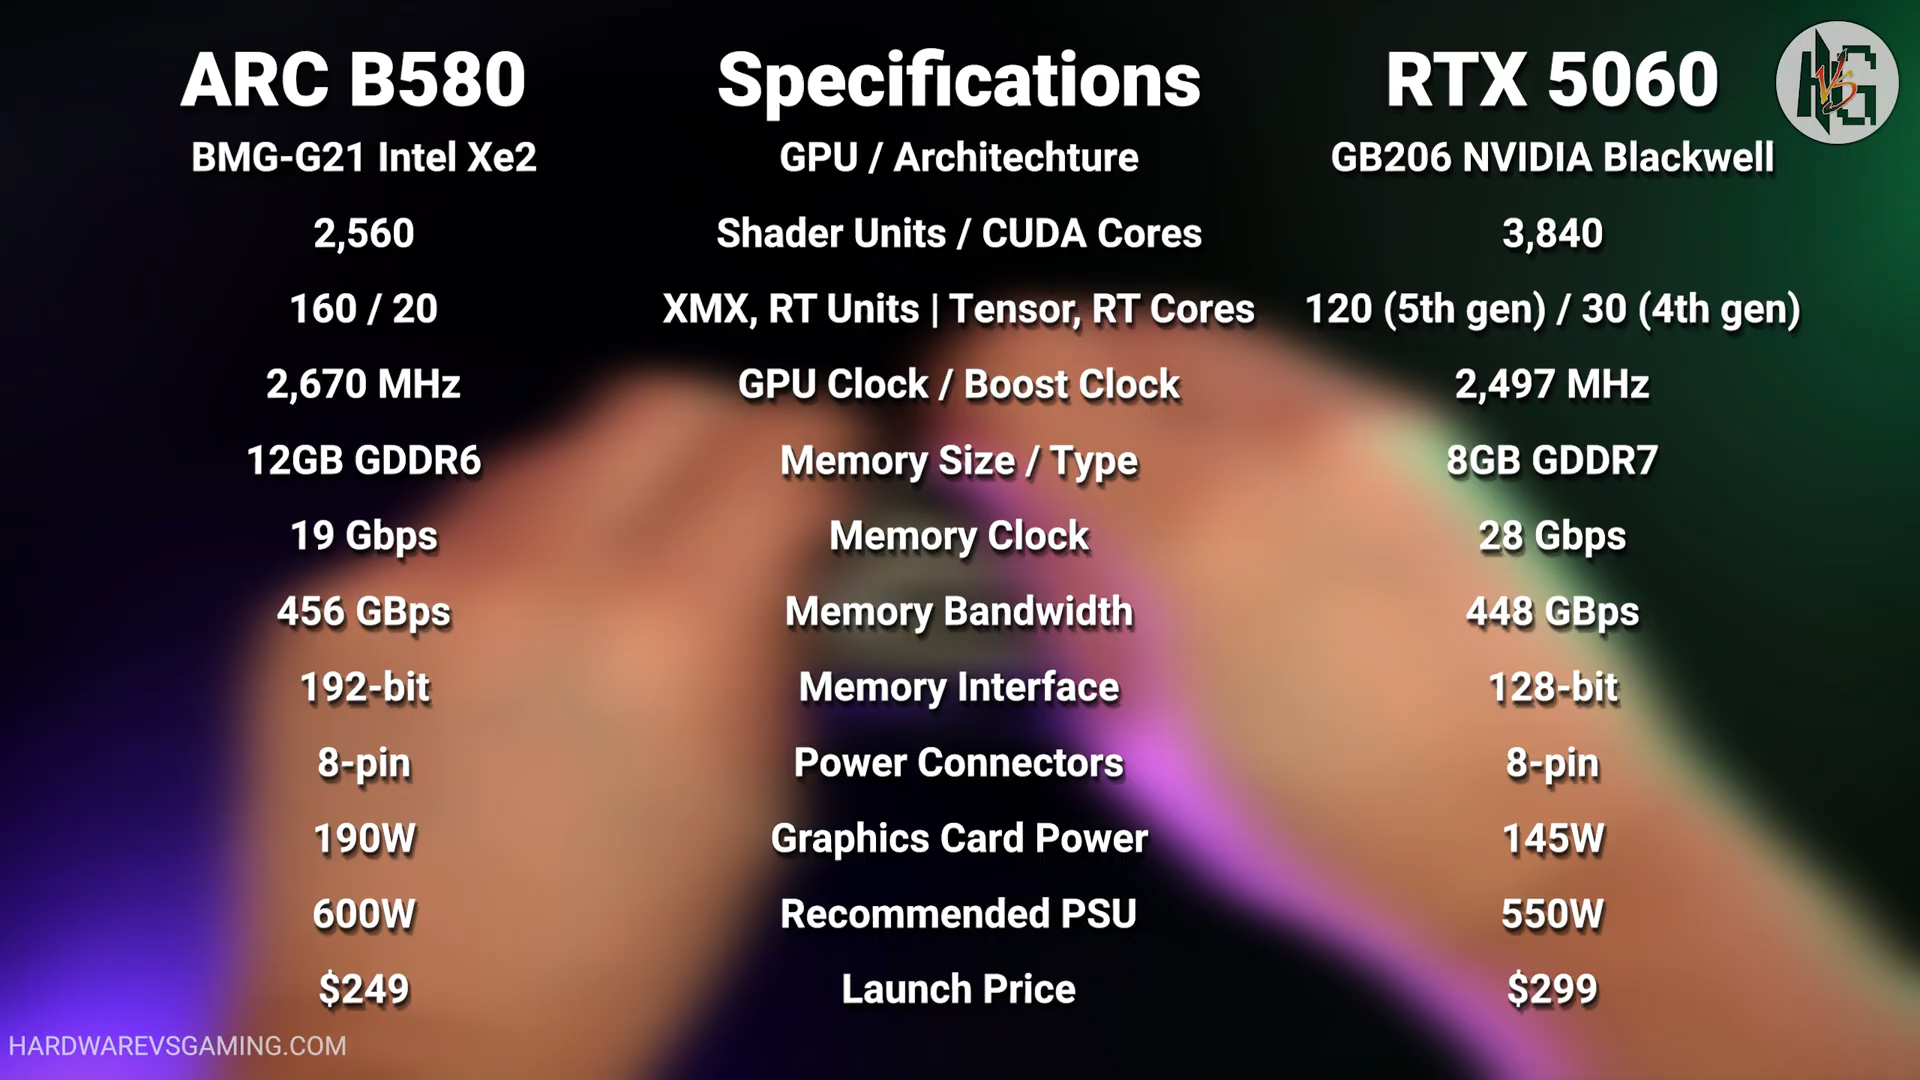 ARC B580 Specifications RTX 5060
BMG-G21 Intel Xe2 GPU / Architechture GB206 NVIDIA Blackwell
2,560 Shader Units / CUDA Cores 3,840
160 / 20 XMX, RT Units | Tensor, RT Cores 120 (5th gen) / 30 (4th gen)
2,670 MHz GPU Clock / Boost Clock 2,497 MHz
12GB GDDR6 Memory Size / Type 8GB GDDR7
19 Gbps Memory Clock 28 Gbps
456 GBps Memory Bandwidth 448 GBps
192-bit Memory Interface 128-bit
8-pin Power Connectors 8-pin
190W Graphics Card Power 145W
600W Recommended PSU 550W
$249 Launch Price $299
HARDWAREVSGAMING.COM